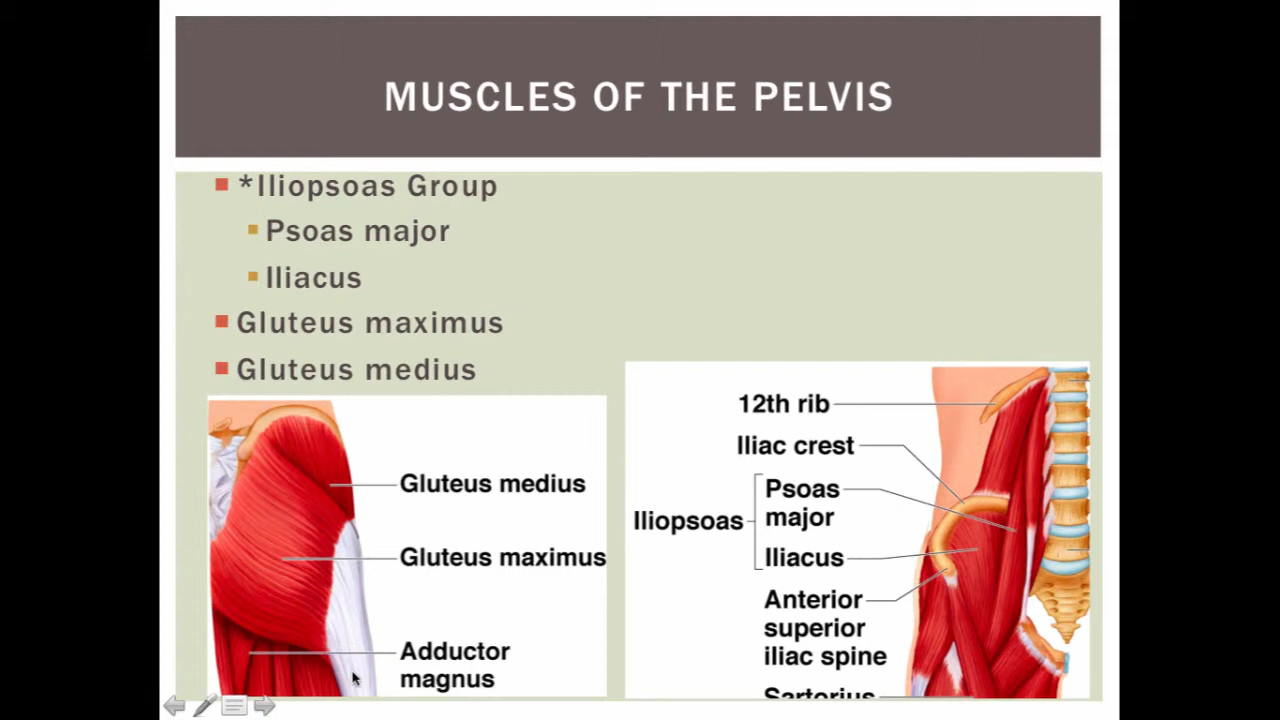 MUSCLES OF THE PELVIS
*Iliopsoas Group
Psoas major
Iliacus
Gluteus maximus
Gluteus medius
Gluteus medius
Gluteus maximus
Adductor
magnus
12th rib
Iliac crest
Iliopsoas
Psoas
major
Iliacus
Anterior
superior
iliac spine
Sartorius